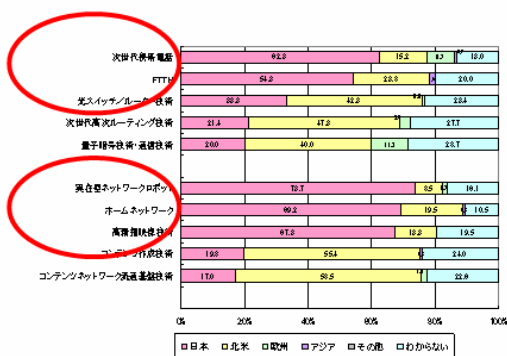 次世代携帯電話 62.3 15.2 8.7 13.0
FTTH 54.3 23.8 20.0
光スイッチ/ルータ技術 33.3 42.3 23.4
次世代高次ルーティング技術 21.4 47.3 27.7
量子暗号技術・通信技術 20.0 40.0 11.3 28.7
実在型ネットワークロボット 73.7 8.5 16.1
ホームネットワーク 69.2 19.5 10.5
高精細映像技術 67.3 13.3 19.5
コンテンツ作成技術 19.8 55.4 24.0
コンテンツネットワーク流通基盤技術 17.0 58.5 22.8
0% 20% 40% 60% 80% 100%
日本 北米 欧州 アジア その他 わからない